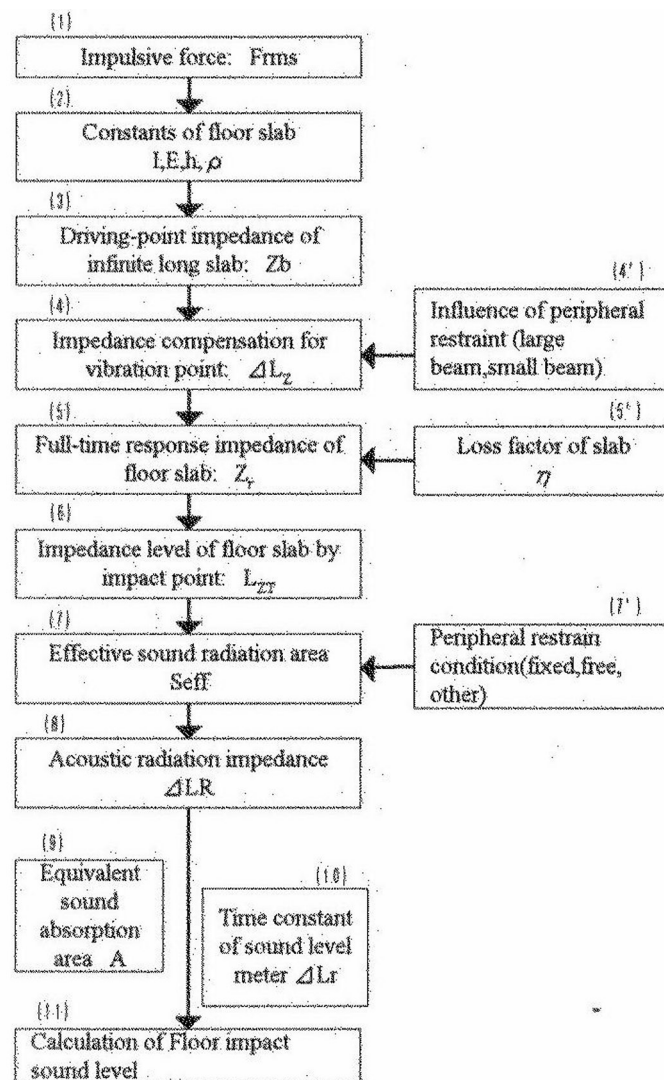 (1)
Impulsive force: Frms
(2)
Constants of floor slab
I,E,h,ρ
(3)
Driving-point impedance of
infinite long slab: Zb
(4)
Impedance compensation for
vibration point: ⊿L_Z
(4')
Influence of peripheral
restraint (large
beam,small beam)
(5)
Full-time response impedance of
floor slab: Z_r
(5')
Loss factor of slab
η
(6)
Impedance level of floor slab by
impact point: L_ZT
(7)
Effective sound radiation area
Seff
(7')
Peripheral restrain
condition(fixed,free,
other)
(8)
Acoustic radiation impedance
⊿LR
(9)
Equivalent
sound
absorption
area A
(10)
Time constant
of sound level
meter ⊿Lr
(11)
Calculation of Floor impact
sound level